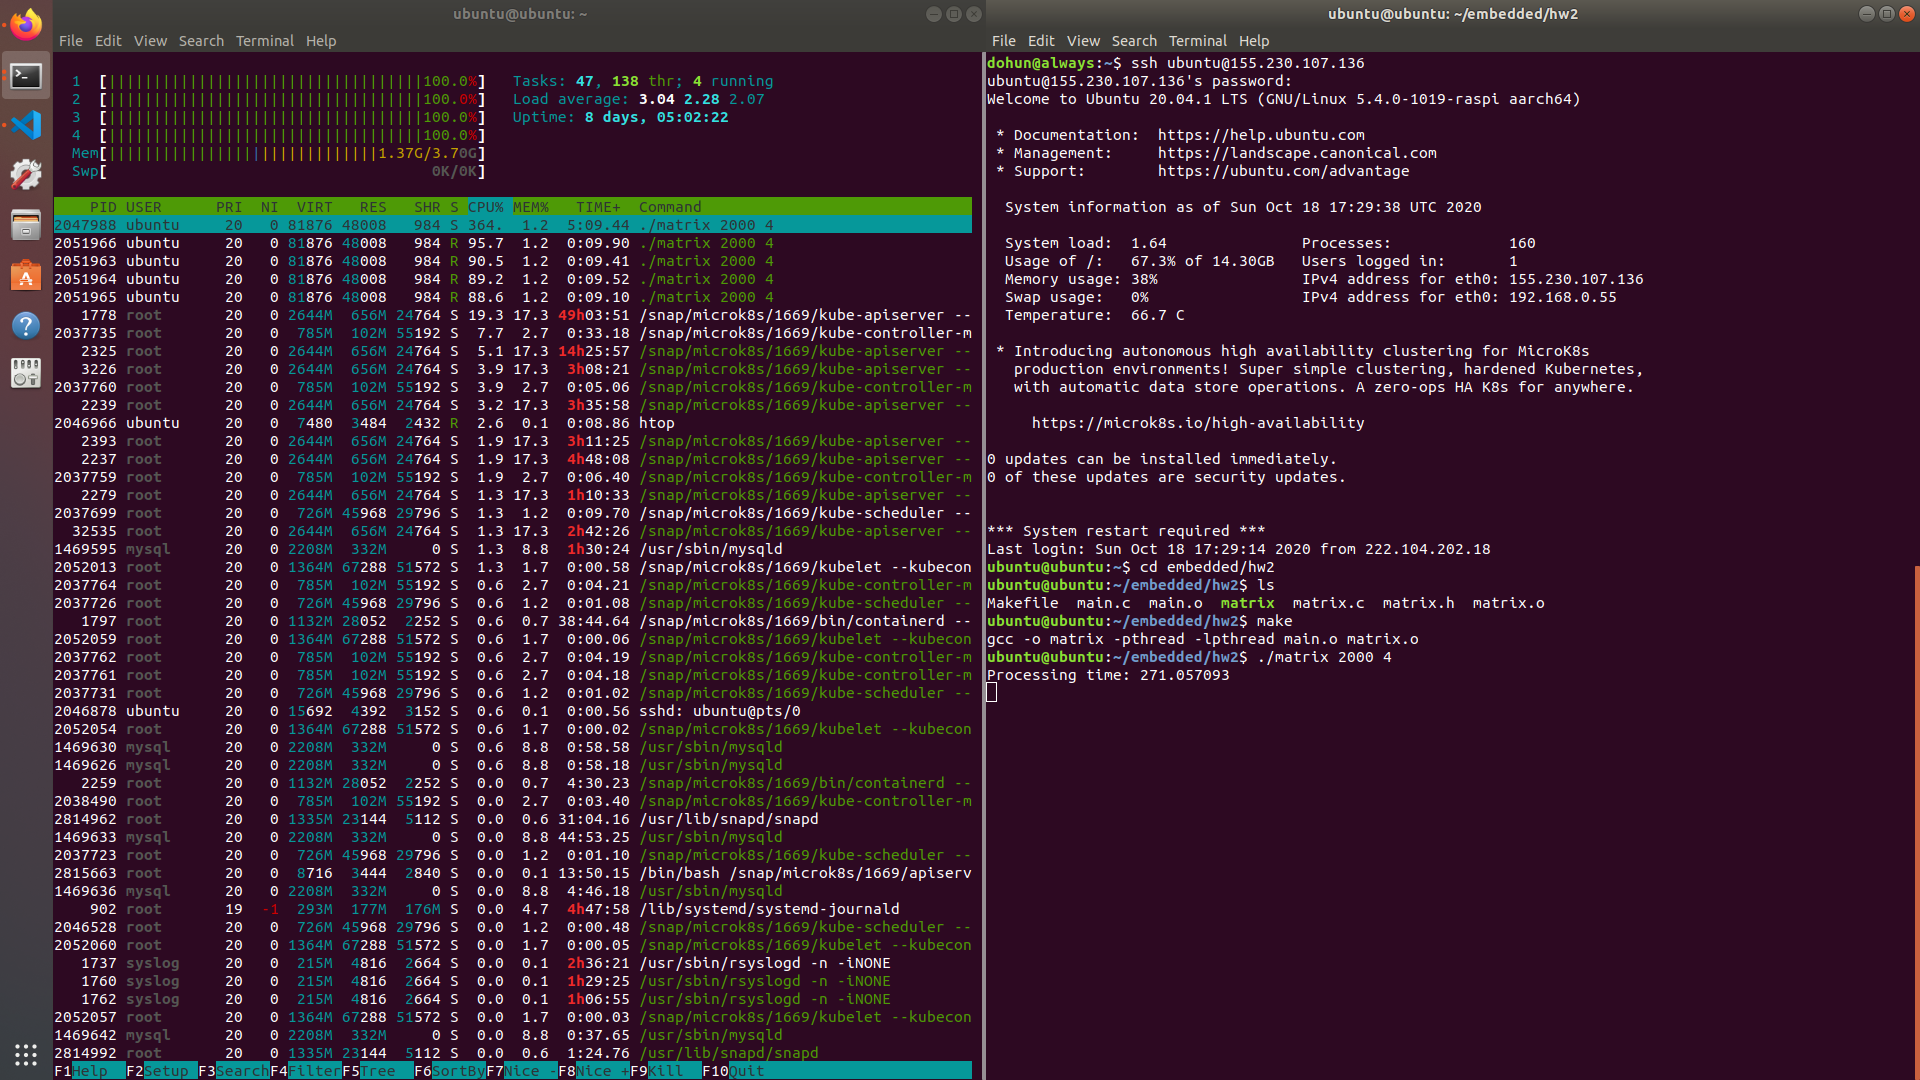 ubuntu@ubuntu: ~
File Edit View Search Terminal Help
1 [||||||||||||||||||||||||||||||||||100.0%] Tasks: 47, 138 thr; 4 running
2 [||||||||||||||||||||||||||||||||||100.0%] Load average: 3.04 2.28 2.07
3 [||||||||||||||||||||||||||||||||||100.0%] Uptime: 8 days, 05:02:22
4 [||||||||||||||||||||||||||||||||||100.0%]
Mem[||||||||||||||||||||||||||||||1.37G/3.70G]
Swp[ 0K/0K]
PID USER PRI NI VIRT RES SHR S CPU% MEM% TIME+ Command
2047988 ubuntu 20 0 81876 48008 984 S 364. 1.2 5:09.44 ./matrix 2000 4
2051966 ubuntu 20 0 81876 48008 984 R 95.7 1.2 0:09.90 ./matrix 2000 4
2051963 ubuntu 20 0 81876 48008 984 R 90.5 1.2 0:09.41 ./matrix 2000 4
2051964 ubuntu 20 0 81876 48008 984 R 89.2 1.2 0:09.52 ./matrix 2000 4
2051965 ubuntu 20 0 81876 48008 984 R 88.6 1.2 0:09.10 ./matrix 2000 4
1778 root 20 0 2644M 656M 24764 S 19.3 17.3 49h03:51 /snap/microk8s/1669/kube-apiserver --
2037735 root 20 0 785M 102M 55192 S 7.7 2.7 0:33.18 /snap/microk8s/1669/kube-controller-m
2325 root 20 0 2644M 656M 24764 S 5.1 17.3 14h25:57 /snap/microk8s/1669/kube-apiserver --
3226 root 20 0 2644M 656M 24764 S 3.9 17.3 3h08:21 /snap/microk8s/1669/kube-apiserver --
2037760 root 20 0 785M 102M 55192 S 3.9 2.7 0:05.06 /snap/microk8s/1669/kube-controller-m
2239 root 20 0 2644M 656M 24764 S 3.2 17.3 3h35:58 /snap/microk8s/1669/kube-apiserver --
2046966 ubuntu 20 0 7480 3484 2432 R 2.6 0.1 0:08.86 htop
2393 root 20 0 2644M 656M 24764 S 1.9 17.3 3h11:25 /snap/microk8s/1669/kube-apiserver --
2237 root 20 0 2644M 656M 24764 S 1.9 17.3 4h48:08 /snap/microk8s/1669/kube-apiserver --
2037759 root 20 0 785M 102M 55192 S 1.9 2.7 0:06.40 /snap/microk8s/1669/kube-controller-m
2279 root 20 0 2644M 656M 24764 S 1.3 17.3 1h10:33 /snap/microk8s/1669/kube-apiserver --
2037699 root 20 0 726M 45968 29796 S 1.3 1.2 0:09.70 /snap/microk8s/1669/kube-scheduler --
32535 root 20 0 2644M 656M 24764 S 1.3 17.3 2h42:26 /snap/microk8s/1669/kube-apiserver --
1469595 mysql 20 0 2208M 332M 0 S 1.3 8.8 1h30:24 /usr/sbin/mysqld
2052013 root 20 0 1364M 67288 51572 S 1.3 1.7 0:00.58 /snap/microk8s/1669/kubelet --kubecon
2037764 root 20 0 785M 102M 55192 S 0.6 2.7 0:04.21 /snap/microk8s/1669/kube-controller-m
2037726 root 20 0 726M 45968 29796 S 0.6 1.2 0:01.08 /snap/microk8s/1669/kube-scheduler --
1797 root 20 0 1132M 28052 2252 S 0.6 0.7 38:44.64 /snap/microk8s/1669/bin/containerd --
2052059 root 20 0 1364M 67288 51572 S 0.6 1.7 0:00.06 /snap/microk8s/1669/kubelet --kubecon
2037762 root 20 0 785M 102M 55192 S 0.6 2.7 0:04.19 /snap/microk8s/1669/kube-controller-m
2037761 root 20 0 785M 102M 55192 S 0.6 2.7 0:04.18 /snap/microk8s/1669/kube-controller-m
2037731 root 20 0 726M 45968 29796 S 0.6 1.2 0:01.02 /snap/microk8s/1669/kube-scheduler --
2046878 ubuntu 20 0 15692 4392 3152 S 0.6 0.1 0:00.56 sshd: ubuntu@pts/0
2052054 root 20 0 1364M 67288 51572 S 0.6 1.7 0:00.02 /snap/microk8s/1669/kubelet --kubecon
1469630 mysql 20 0 2208M 332M 0 S 0.6 8.8 0:58.58 /usr/sbin/mysqld
1469626 mysql 20 0 2208M 332M 0 S 0.6 8.8 0:58.18 /usr/sbin/mysqld
2259 root 20 0 1132M 28052 2252 S 0.0 0.7 4:30.23 /snap/microk8s/1669/bin/containerd --
2038490 root 20 0 785M 102M 55192 S 0.0 2.7 0:03.40 /snap/microk8s/1669/kube-controller-m
2814962 root 20 0 1335M 23144 5112 S 0.0 0.6 31:04.16 /usr/lib/snapd/snapd
1469633 mysql 20 0 2208M 332M 0 S 0.0 8.8 44:53.25 /usr/sbin/mysqld
2037723 root 20 0 726M 45968 29796 S 0.0 1.2 0:01.10 /snap/microk8s/1669/kube-scheduler --
2815663 root 20 0 8716 3444 2840 S 0.0 0.1 13:50.15 /bin/bash /snap/microk8s/1669/apiserv
1469636 mysql 20 0 2208M 332M 0 S 0.0 8.8 4:46.18 /usr/sbin/mysqld
902 root 19 -1 293M 177M 176M S 0.0 4.7 4h47:58 /lib/systemd/systemd-journald
2046528 root 20 0 726M 45968 29796 S 0.0 1.2 0:00.48 /snap/microk8s/1669/kube-scheduler --
2052060 root 20 0 1364M 67288 51572 S 0.0 1.7 0:00.05 /snap/microk8s/1669/kubelet --kubecon
1737 syslog 20 0 215M 4816 2664 S 0.0 0.1 2h36:21 /usr/sbin/rsyslogd -n -iNONE
1760 syslog 20 0 215M 4816 2664 S 0.0 0.1 1h29:25 /usr/sbin/rsyslogd -n -iNONE
1762 syslog 20 0 215M 4816 2664 S 0.0 0.1 1h06:55 /usr/sbin/rsyslogd -n -iNONE
2052057 root 20 0 1364M 67288 51572 S 0.0 1.7 0:00.03 /snap/microk8s/1669/kubelet --kubecon
1469642 mysql 20 0 2208M 332M 0 S 0.0 8.8 0:37.65 /usr/sbin/mysqld
2814992 root 20 0 1335M 23144 5112 S 0.0 0.6 1:24.76 /usr/lib/snapd/snapd
F1Help F2Setup F3SearchF4FilterF5Tree F6SortByF7Nice -F8Nice +F9Kill F10Quit
ubuntu@ubuntu: ~/embedded/hw2
File Edit View Search Terminal Help
dohun@always:~$ ssh ubuntu@155.230.107.136
ubuntu@155.230.107.136's password:
Welcome to Ubuntu 20.04.1 LTS (GNU/Linux 5.4.0-1019-raspi aarch64)
* Documentation: https://help.ubuntu.com
* Management: https://landscape.canonical.com
* Support: https://ubuntu.com/advantage
System information as of Sun Oct 18 17:29:38 UTC 2020
System load: 1.64 Processes: 160
Usage of /: 67.3% of 14.30GB Users logged in: 1
Memory usage: 38% IPv4 address for eth0: 155.230.107.136
Swap usage: 0% IPv4 address for eth0: 192.168.0.55
Temperature: 66.7 C
* Introducing autonomous high availability clustering for MicroK8s
production environments! Super simple clustering, hardened Kubernetes,
with automatic data store operations. A zero-ops HA K8s for anywhere.
https://microk8s.io/high-availability
0 updates can be installed immediately.
0 of these updates are security updates.
*** System restart required ***
Last login: Sun Oct 18 17:29:14 2020 from 222.104.202.18
ubuntu@ubuntu:~$ cd embedded/hw2
ubuntu@ubuntu:~/embedded/hw2$ ls
Makefile main.c main.o matrix matrix.c matrix.h matrix.o
ubuntu@ubuntu:~/embedded/hw2$ make
gcc -o matrix -pthread -lpthread main.o matrix.o
ubuntu@ubuntu:~/embedded/hw2$ ./matrix 2000 4
Processing time: 271.057093